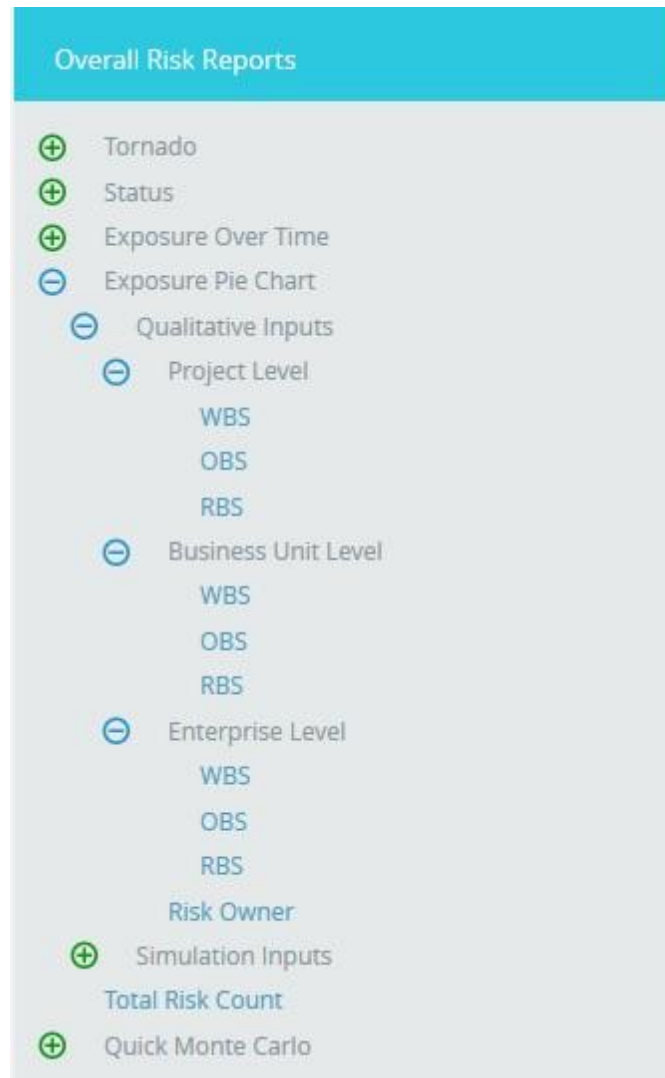 Overall Risk Reports
Tornado
Status
Exposure Over Time
Exposure Pie Chart
Qualitative Inputs
Project Level
WBS
OBS
RBS
Business Unit Level
WBS
OBS
RBS
Enterprise Level
WBS
OBS
RBS
Risk Owner
Simulation Inputs
Total Risk Count
Quick Monte Carlo